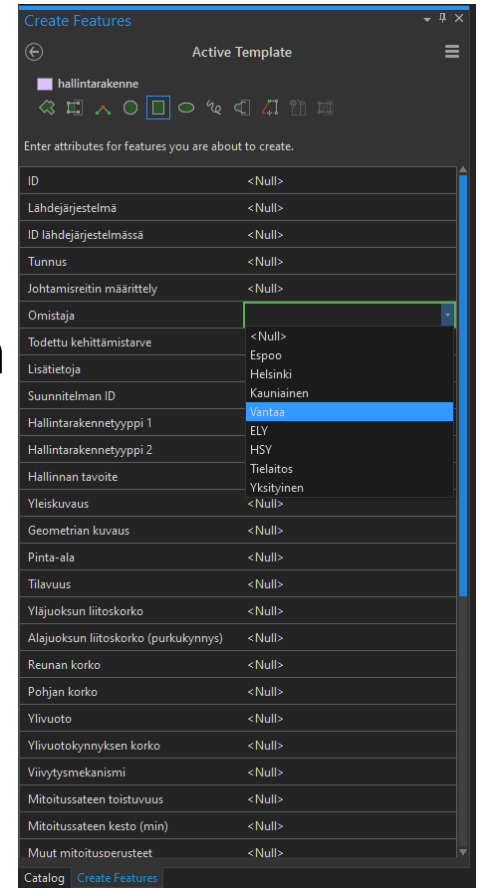 Create Features
Active Template
hallintarakenne
Enter attributes for features you are about to create.
ID <Null>
Lähdejärjestelmä <Null>
ID lähdejärjestelmässä <Null>
Tunnus <Null>
Johtamisreitin määrittely <Null>
Omistaja
Todettu kehittämistarve
Lisätietoja
Suunnitelman ID
Hallintarakennetyyppi 1
Hallintarakennetyyppi 2
Hallinnan tavoite
<Null>
Espoo
Helsinki
Kauniainen
Vantaa
ELY
HSY
Tielaitos
Yksityinen
Yleiskuvaus <Null>
Geometrian kuvaus <Null>
Pinta-ala <Null>
Tilavuus <Null>
Yläjuoksun liitoskorko <Null>
Alajuoksun liitoskorko (purkukynnys) <Null>
Reunan korko <Null>
Pohjan korko <Null>
Ylivuoto <Null>
Ylivuotokynnyksen korko <Null>
Viivytysmekanismi <Null>
Mitoitussateen toistuvuus <Null>
Mitoitussateen kesto (min) <Null>
Muut mitoitusperusteet <Null>
Catalog Create Features